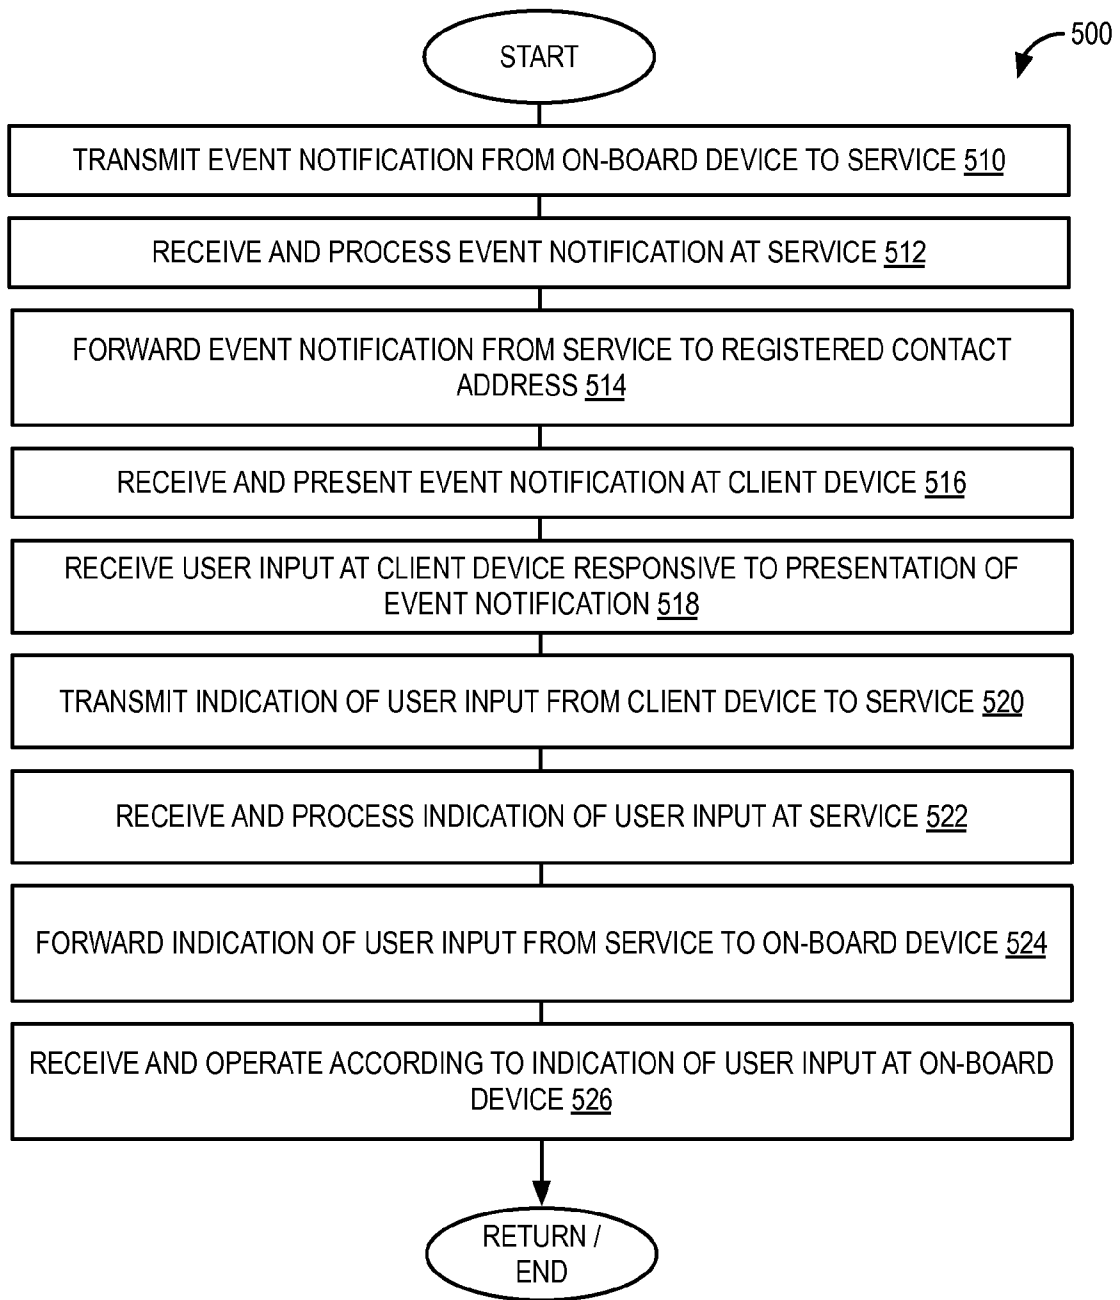 START
500
TRANSMIT EVENT NOTIFICATION FROM ON-BOARD DEVICE TO SERVICE 510
RECEIVE AND PROCESS EVENT NOTIFICATION AT SERVICE 512
FORWARD EVENT NOTIFICATION FROM SERVICE TO REGISTERED CONTACT
ADDRESS 514
RECEIVE AND PRESENT EVENT NOTIFICATION AT CLIENT DEVICE 516
RECEIVE USER INPUT AT CLIENT DEVICE RESPONSIVE TO PRESENTATION OF
EVENT NOTIFICATION 518
TRANSMIT INDICATION OF USER INPUT FROM CLIENT DEVICE TO SERVICE 520
RECEIVE AND PROCESS INDICATION OF USER INPUT AT SERVICE 522
FORWARD INDICATION OF USER INPUT FROM SERVICE TO ON-BOARD DEVICE 524
RECEIVE AND OPERATE ACCORDING TO INDICATION OF USER INPUT AT ON-BOARD
DEVICE 526
RETURN /
END